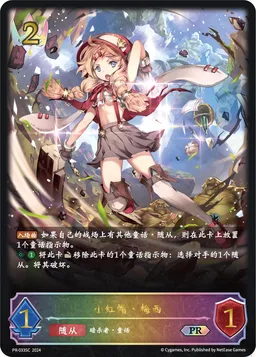 2
入场曲 如果自己的战场上有其他童话·随从，则在此卡上放置
1个童话指示物。
① 将此卡 移除此卡的1个童话指示物：选择对手的1个随
从。将其破坏。
小红帽·梅西
1
随从
暗杀者·童话
PR
1
PR-033SC 2024
© Cygames, Inc. Published by NetEase Games